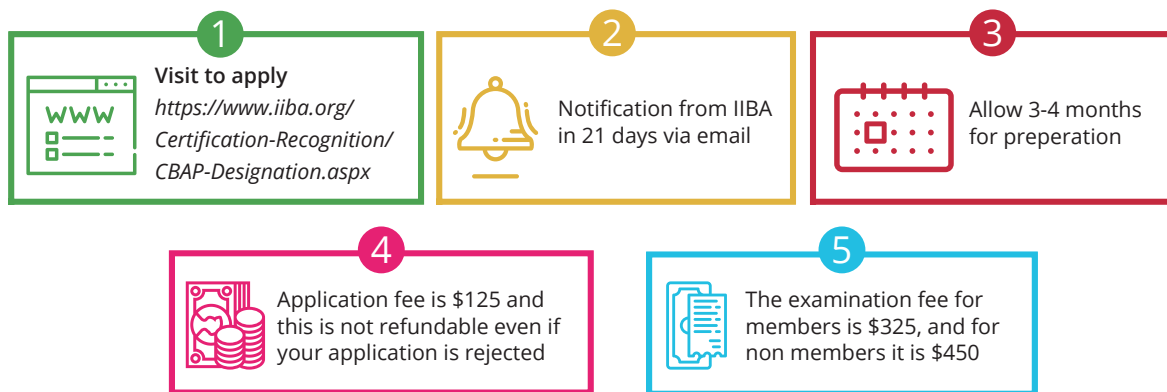 1
Visit to apply
https://www.iiba.org/
Certification-Recognition/
CBAP-Designation.aspx
WWW
2
Notification from IIBA
in 21 days via email
3
Allow 3-4 months
for preperation
4
Application fee is $125 and
this is not refundable even if
your application is rejected
5
The examination fee for
members is $325, and for
non members it is $450